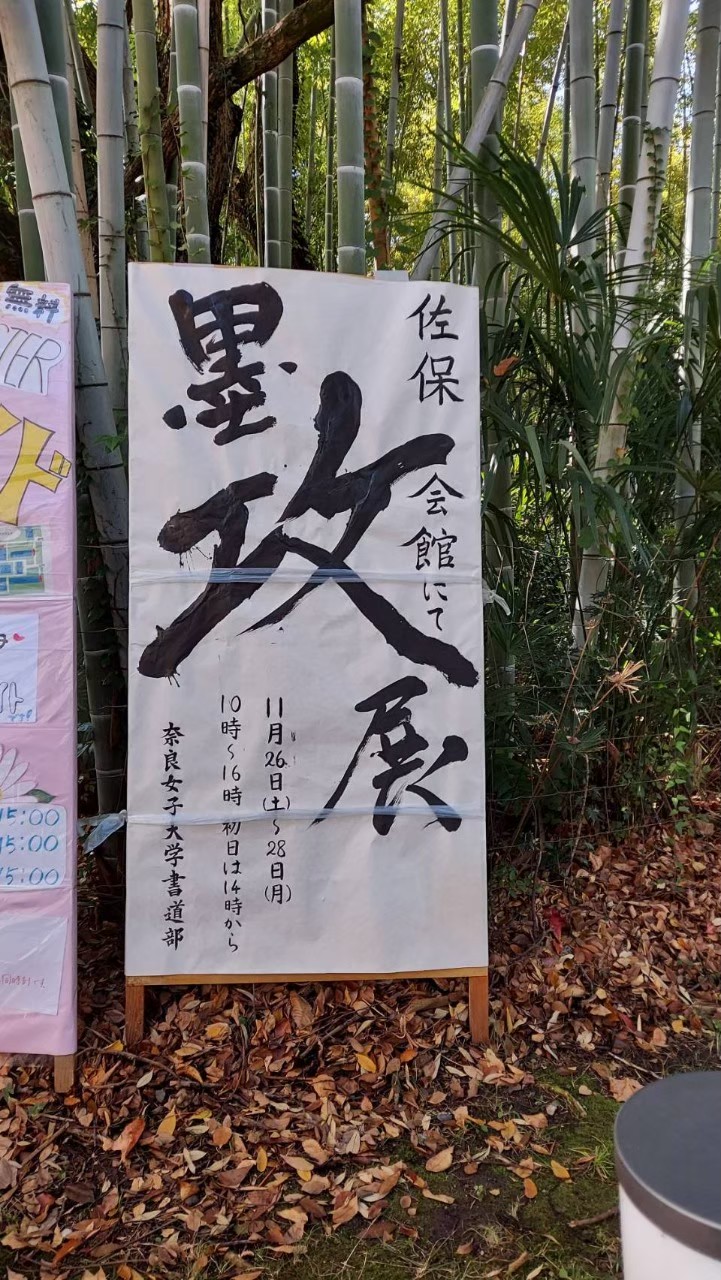 佐保会館にて
墨攻展
11月26日(土)〜28日(月)
10時〜16時 初日は14時から
奈良女子大学書道部
無料
TER
ド
15:00
15:00
15:00